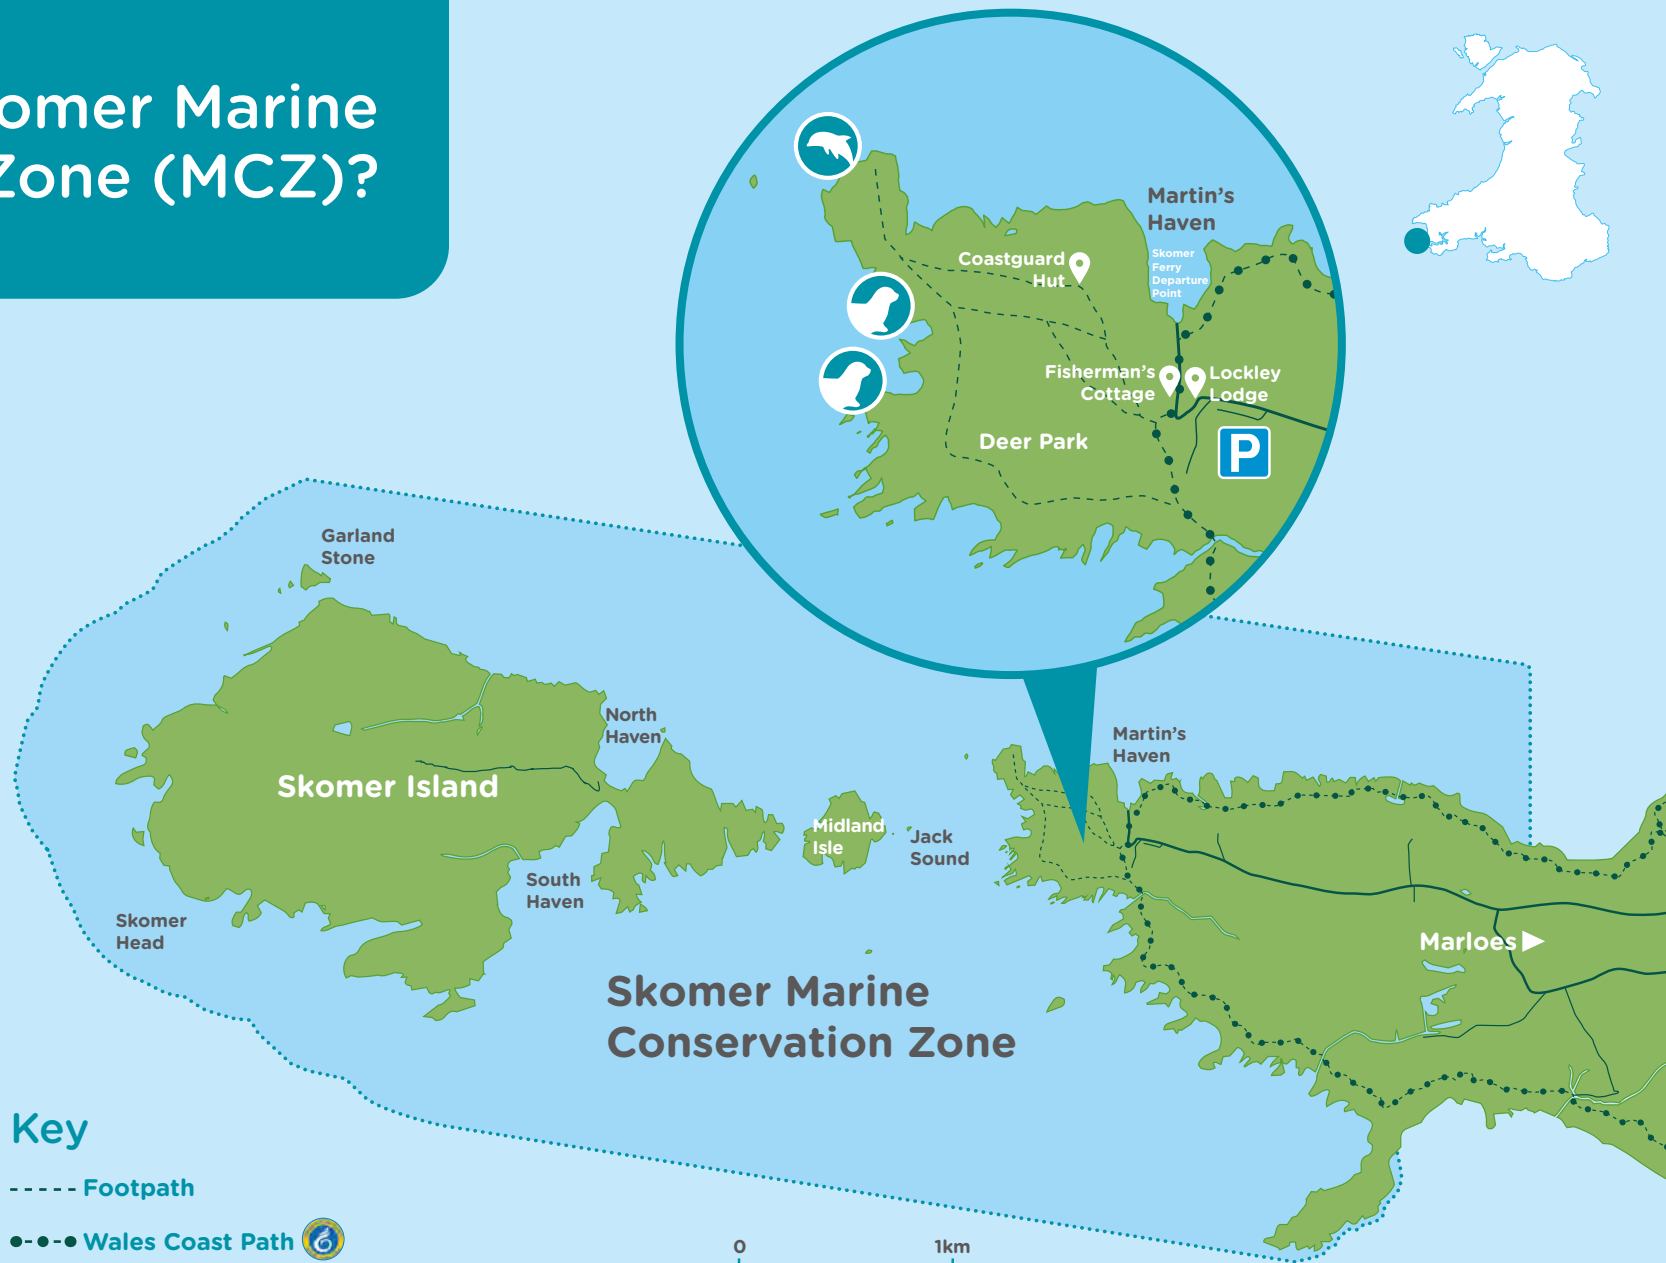 omer Marine
Zone (MCZ)?
Martin's
Haven
Skomer
Ferry
Departure
Point
Coastguard
Hut
Fisherman's
Cottage
Lockley
Lodge
Deer Park
P
Garland
Stone
North
Haven
Skomer Island
Midland
Isle
Jack
Sound
Martin's
Haven
South
Haven
Skomer
Head
Marloes
Skomer Marine
Conservation Zone
Key
Footpath
Wales Coast Path
0
1km